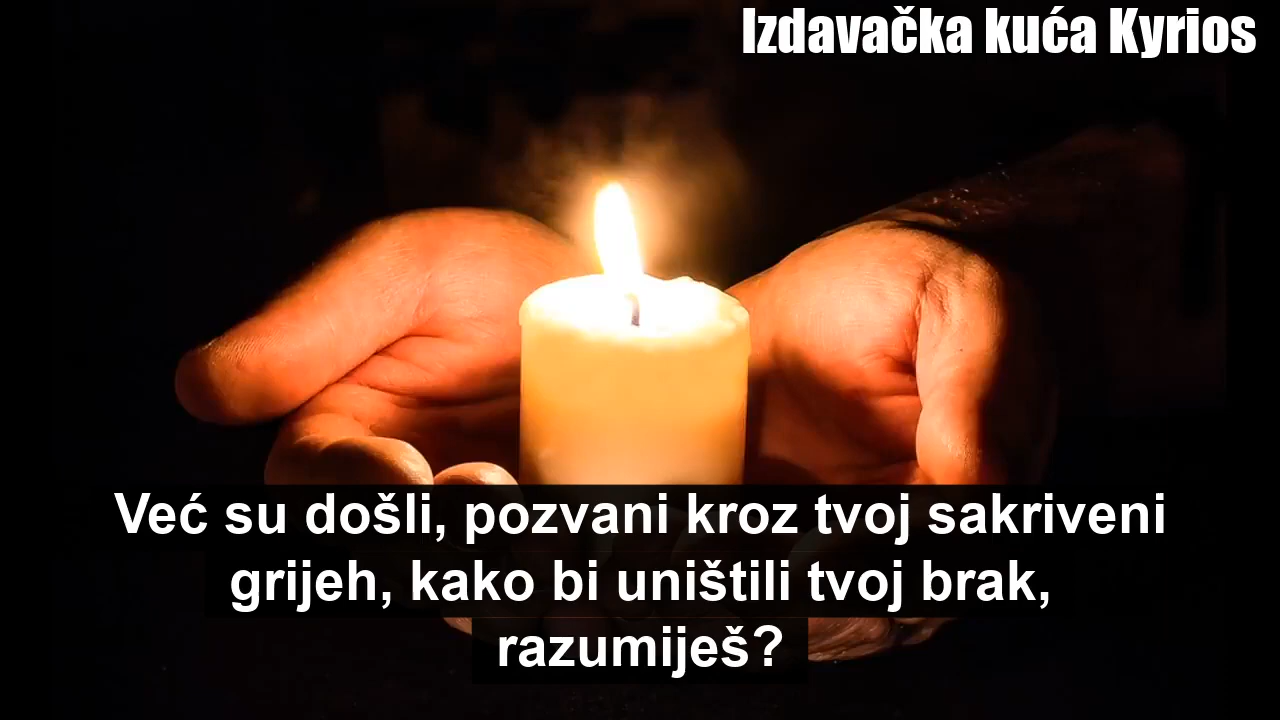 Izdavačka kuća Kyrios
Već su došli, pozvani kroz tvoj sakriveni
grijeh, kako bi uništili tvoj brak,
razumiješ?